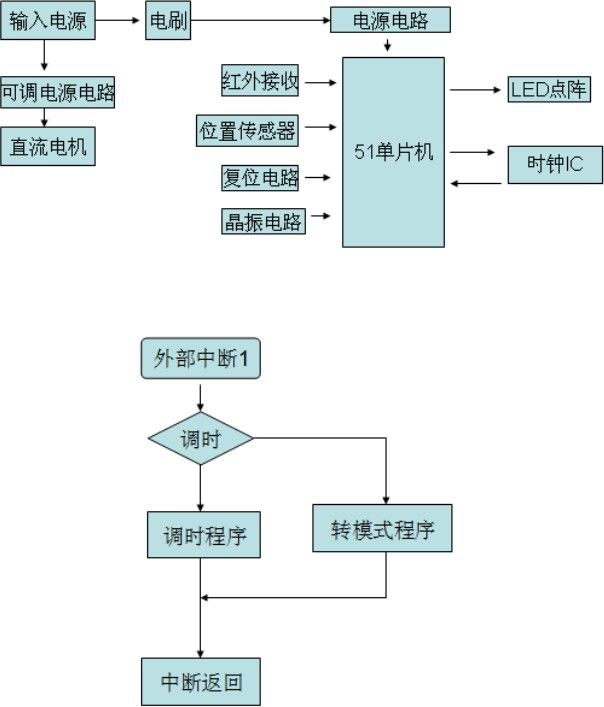 输入电源
电刷
电源电路
可调电源电路
直流电机
红外接收
位置传感器
复位电路
晶振电路
51单片机
LED点阵
时钟IC
外部中断1
调时
调时程序
转模式程序
中断返回